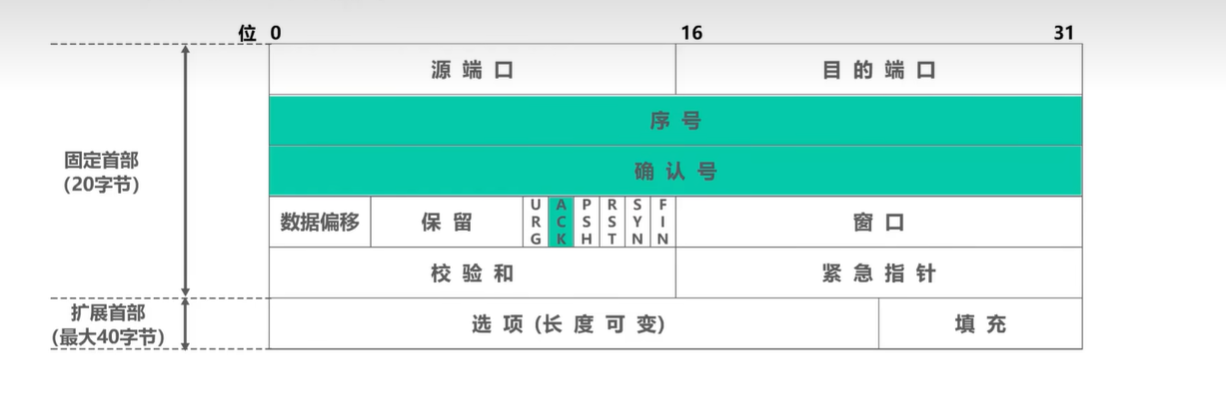 位 0 16 31
源端口 目的端口
序号
确认号
固定首部
(20字节)
数据偏移 保留 URG ACK PSH RST SYN FIN 窗口
校验和 紧急指针
扩展首部
(最大40字节)
选项(长度可变) 填充